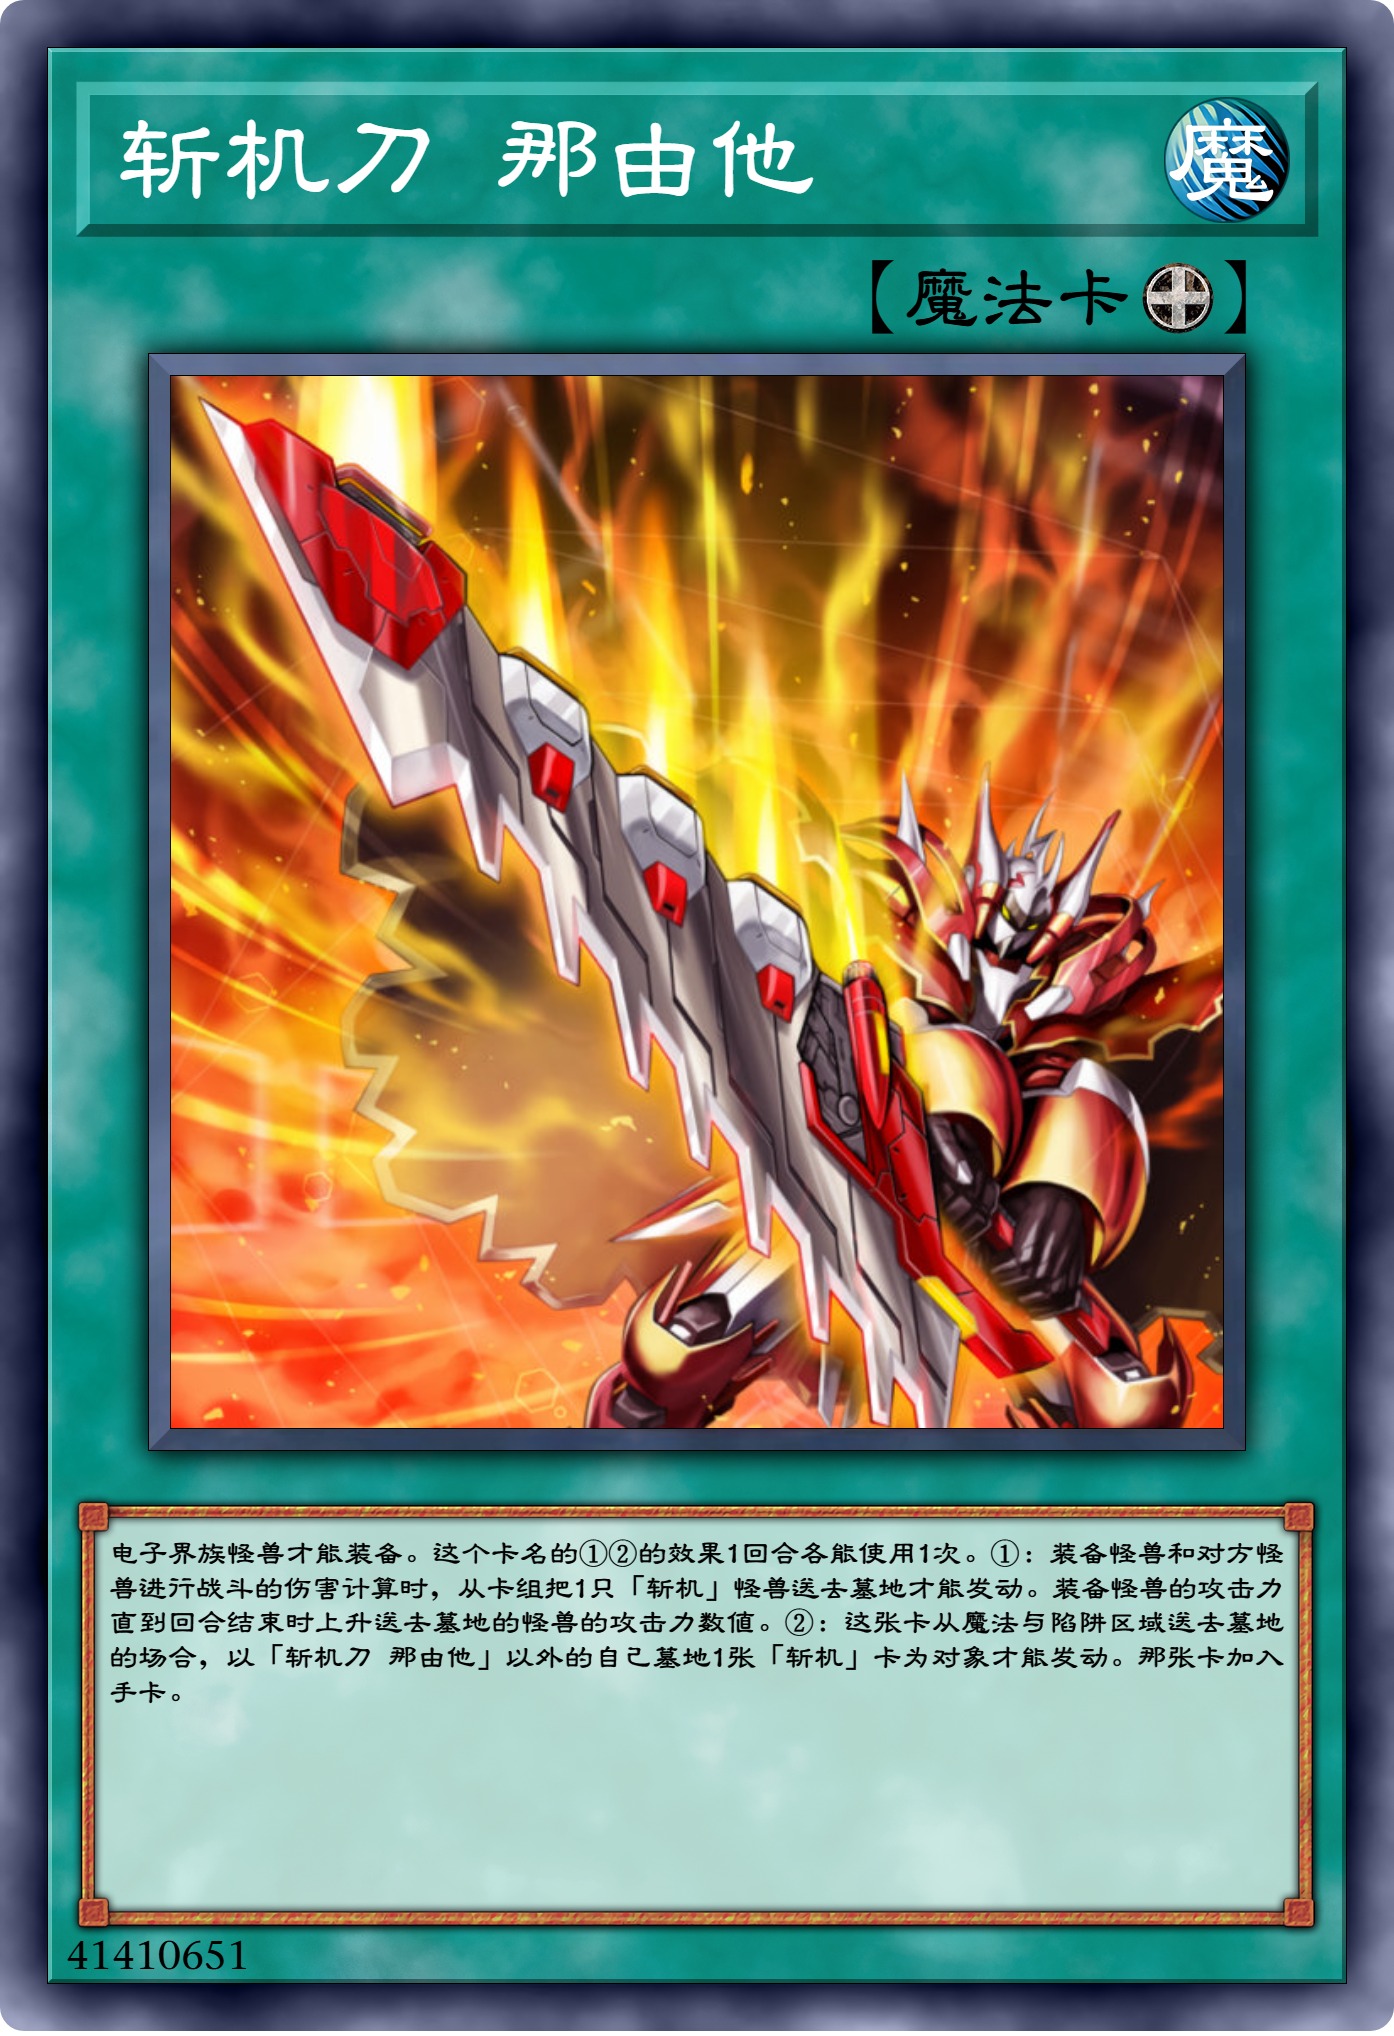 斩机刀 那由他
魔
【魔法卡】
电子界族怪兽才能装备。这个卡名的①②的效果1回合各能使用1次。①：装备怪兽和对方怪
兽进行战斗的伤害计算时，从卡组把1只「斩机」怪兽送去墓地才能发动。装备怪兽的攻击力
直到回合结束时上升送去墓地的怪兽的攻击力数值。②：这张卡从魔法与陷阱区域送去墓地
的场合，以「斩机刀 那由他」以外的自己墓地1张「斩机」卡为对象才能发动。那张卡加入
手卡。
41410651